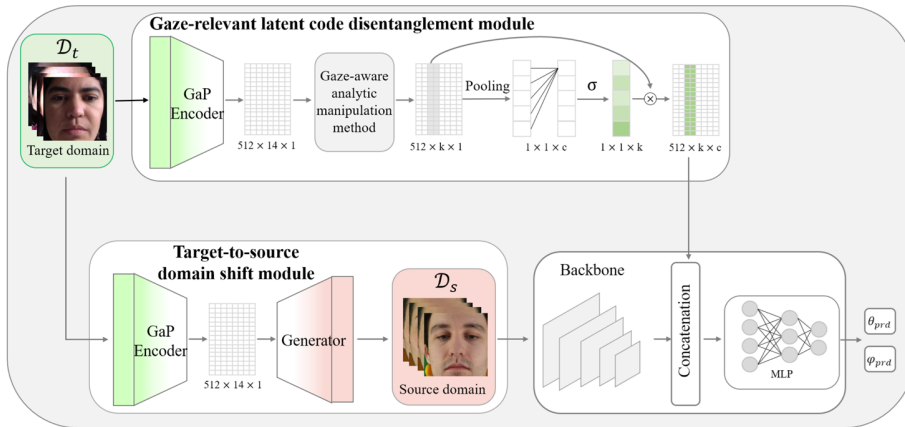 Gaze-relevant latent code disentanglement module
𝒟ₜ
Target domain
GaP
Encoder
512 × 14 × 1
Gaze-aware
analytic
manipulation
method
512 × k × 1
Pooling
1 × 1 × c
σ
1 × 1 × k
×
512 × k × c
Target-to-source
domain shift module
GaP
Encoder
512 × 14 × 1
Generator
𝒟ₛ
Source domain
Backbone
Concatenation
MLP
θ_prd
φ_prd